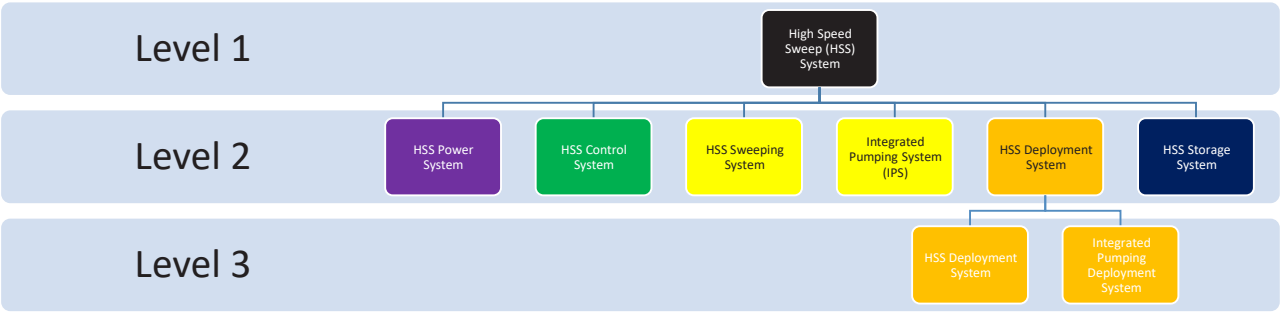 Level 1
High Speed
Sweep (HSS)
System
Level 2
HSS Power
System
HSS Control
System
HSS Sweeping
System
Integrated
Pumping System
(IPS)
HSS Deployment
System
HSS Storage
System
Level 3
HSS Deployment
System
Integrated
Pumping
Deployment
System